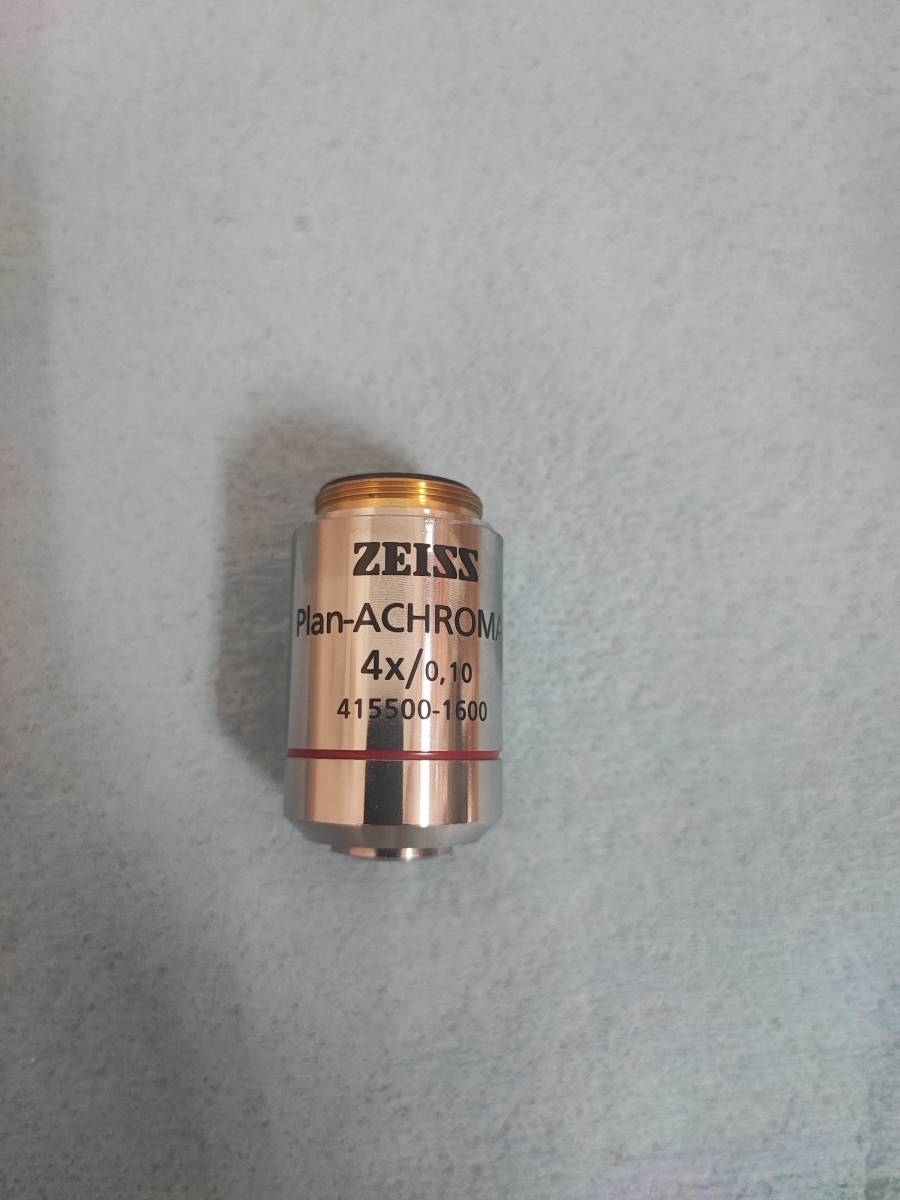 ZEISS
Plan-ACHROMA
4x/0,10
415500-1600